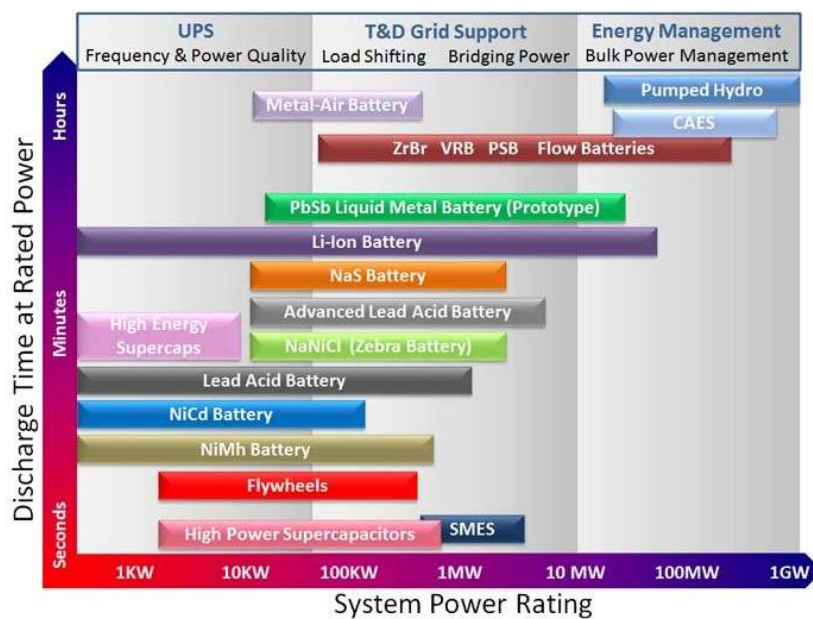 UPS
Frequency & Power Quality
T&D Grid Support
Load Shifting Bridging Power
Energy Management
Bulk Power Management
Discharge Time at Rated Power
Hours
Minutes
Seconds
Pumped Hydro
Metal-Air Battery
CAES
ZrBr VRB PSB Flow Batteries
PbSb Liquid Metal Battery (Prototype)
Li-Ion Battery
NaS Battery
Advanced Lead Acid Battery
High Energy
Supercaps
NaNiCl (Zebra Battery)
Lead Acid Battery
NiCd Battery
NiMh Battery
Flywheels
High Power Supercapacitors
SMES
1KW 10KW 100KW 1MW 10 MW 100MW 1GW
System Power Rating